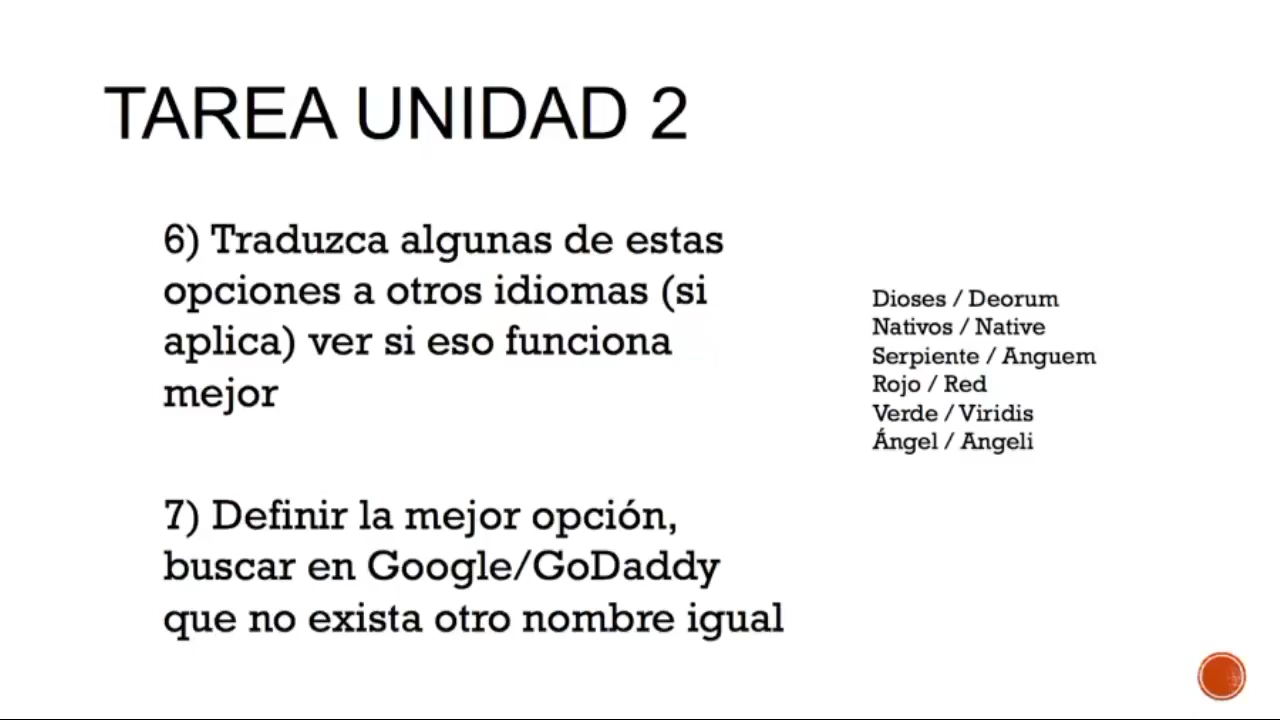 TAREA UNIDAD 2
6) Traduzca algunas de estas
opciones a otros idiomas (si
aplica) ver si eso funciona
mejor
7) Definir la mejor opción,
buscar en Google/GoDaddy
que no exista otro nombre igual
Dioses / Deorum
Nativos / Native
Serpiente / Anguem
Rojo / Red
Verde / Viridis
Ángel / Angeli